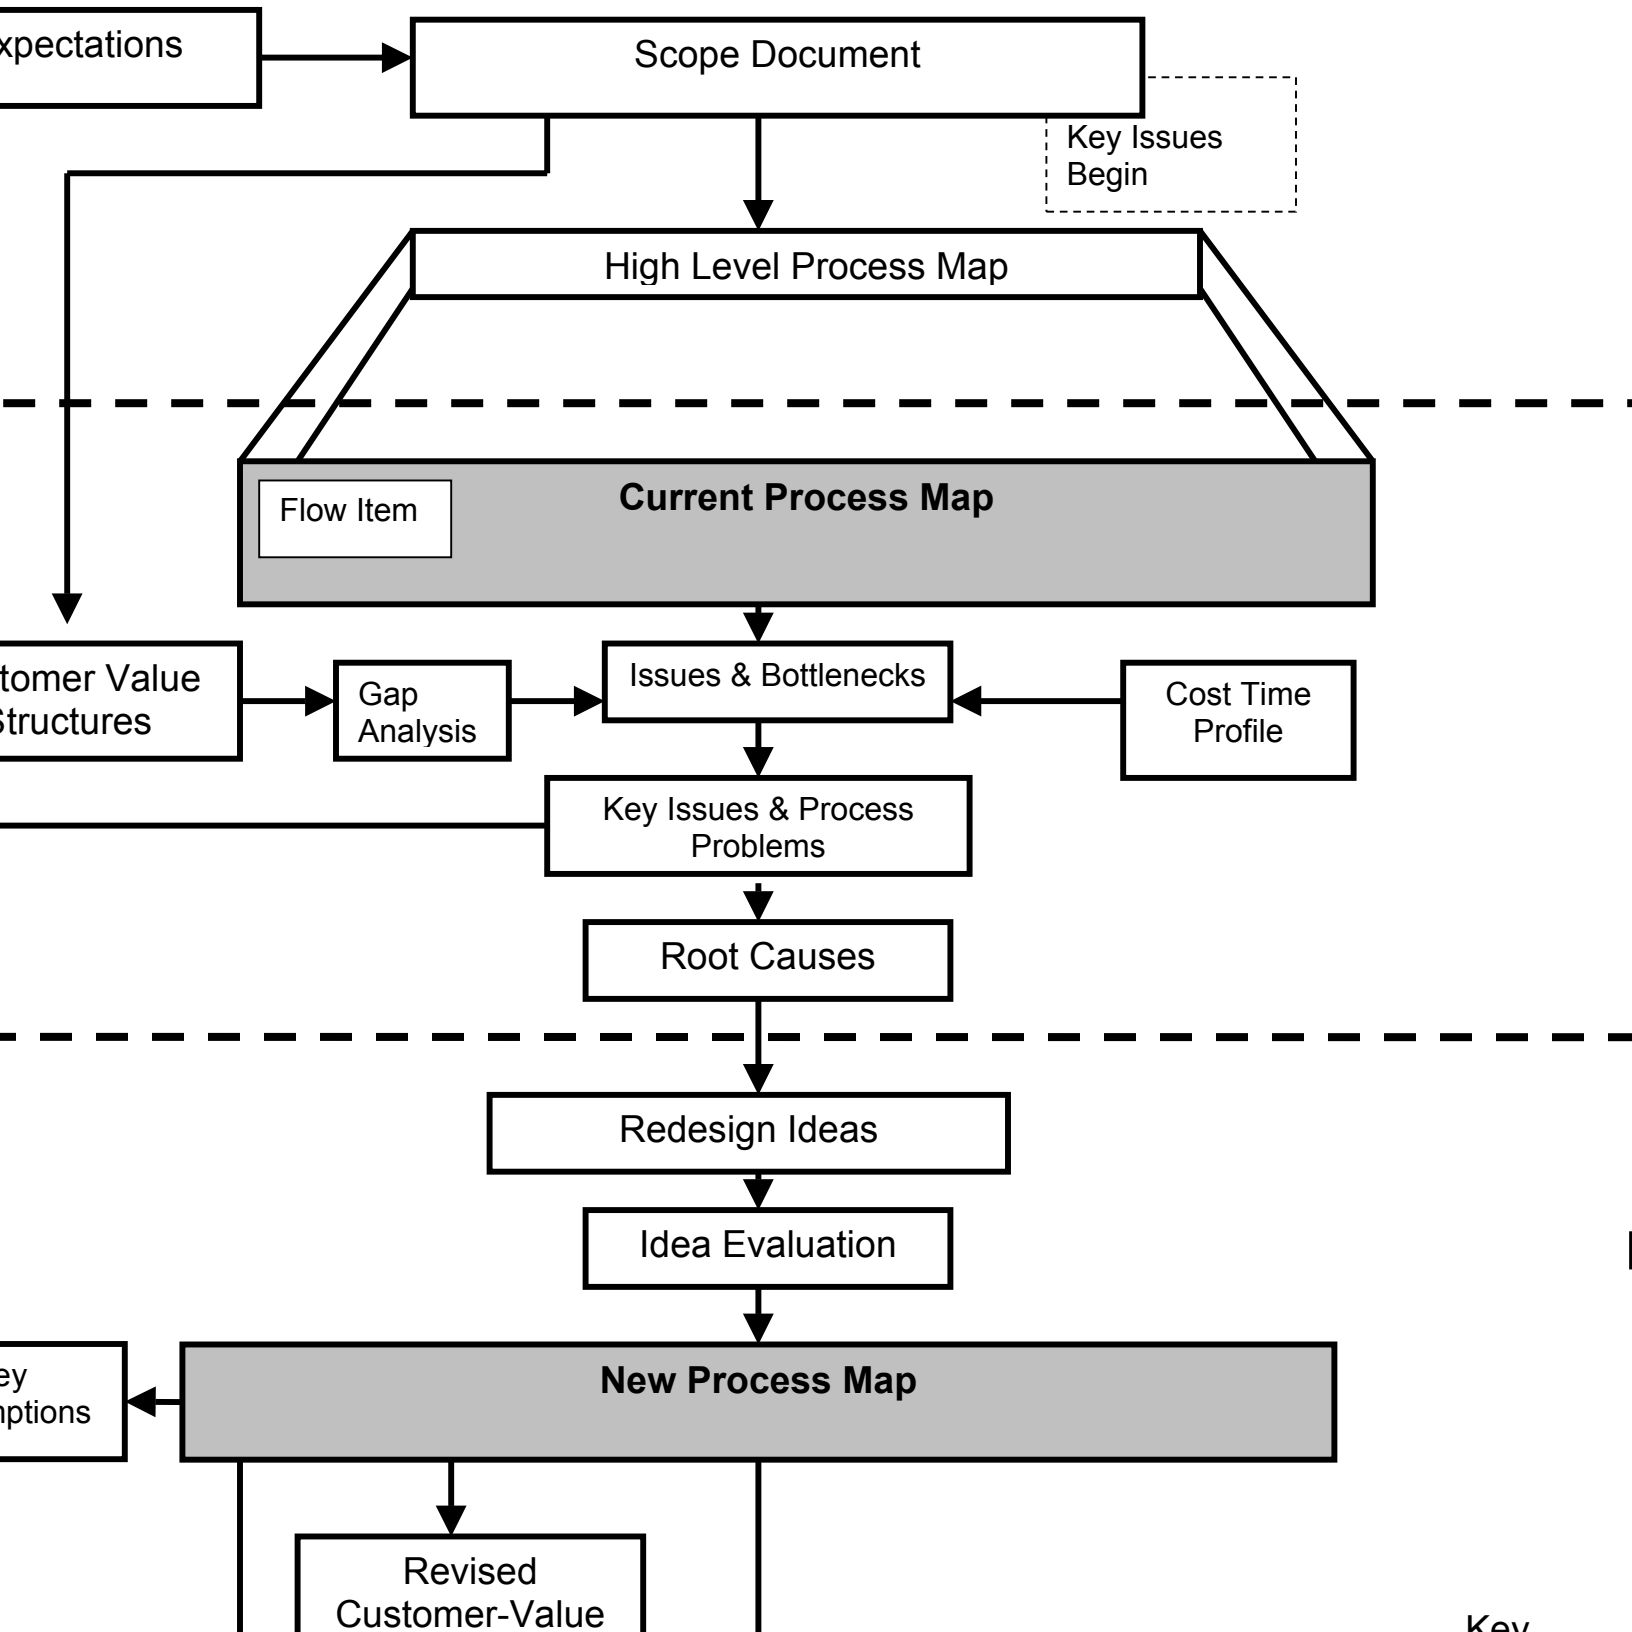 xpectations
Scope Document
Key Issues
Begin
High Level Process Map
Current Process Map
Flow Item
tomer Value
Structures
Gap
Analysis
Issues & Bottlenecks
Cost Time
Profile
Key Issues & Process
Problems
Root Causes
Redesign Ideas
Idea Evaluation
New Process Map
ey
ptions
Revised
Customer-Value
Key